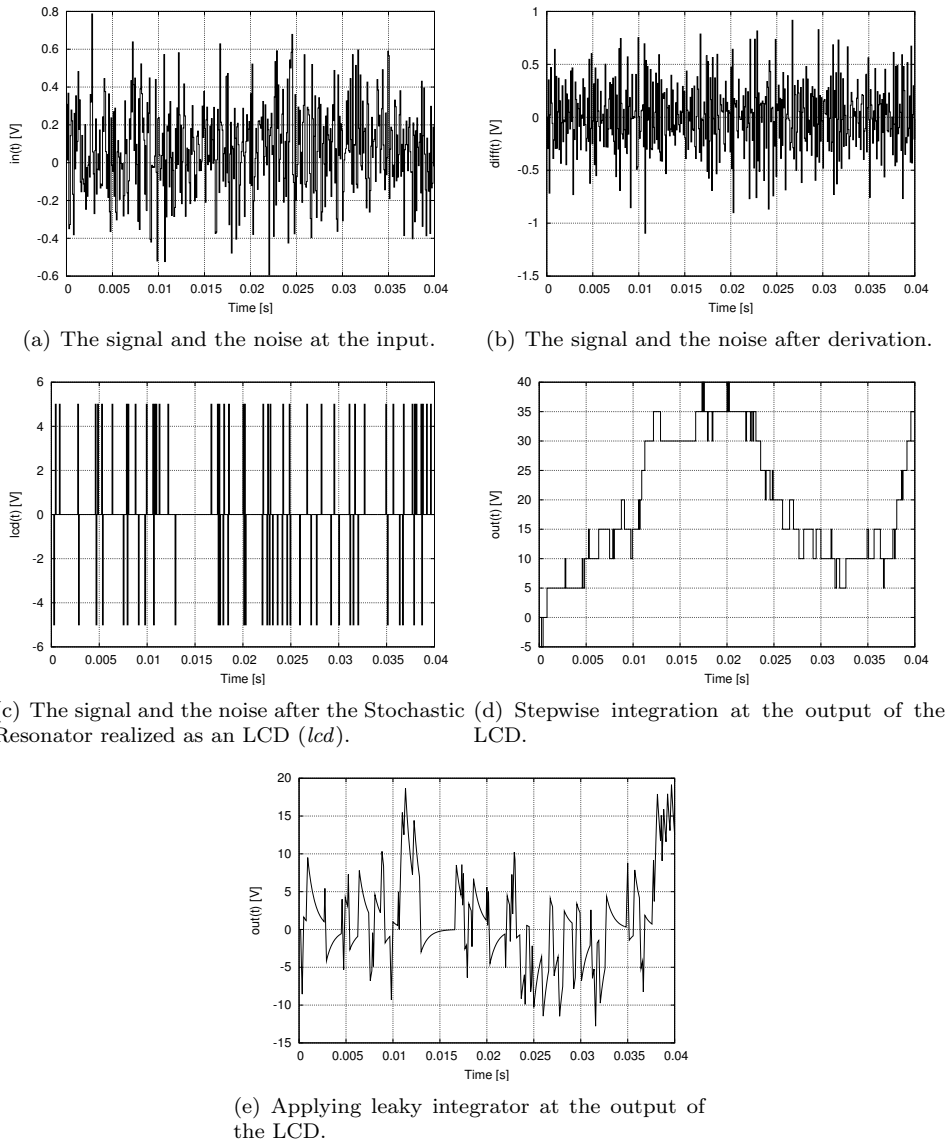 0.8
0.6
0.4
0.2
0
-0.2
-0.4
-0.6
in(t) [V]
0 0.005 0.01 0.015 0.02 0.025 0.03 0.035 0.04
Time [s]
(a) The signal and the noise at the input.
1
0.5
0
-0.5
-1
-1.5
diff(t) [V]
0 0.005 0.01 0.015 0.02 0.025 0.03 0.035 0.04
Time [s]
(b) The signal and the noise after derivation.
6
4
2
0
-2
-4
-6
lcd(t) [V]
0 0.005 0.01 0.015 0.02 0.025 0.03 0.035 0.04
Time [s]
(c) The signal and the noise after the Stochastic
Resonator realized as an LCD (lcd).
40
35
30
25
20
15
10
5
0
-5
out(t) [V]
0 0.005 0.01 0.015 0.02 0.025 0.03 0.035 0.04
Time [s]
(d) Stepwise integration at the output of the
LCD.
20
15
10
5
0
-5
-10
-15
out(t) [V]
0 0.005 0.01 0.015 0.02 0.025 0.03 0.035 0.04
Time [s]
(e) Applying leaky integrator at the output of
the LCD.